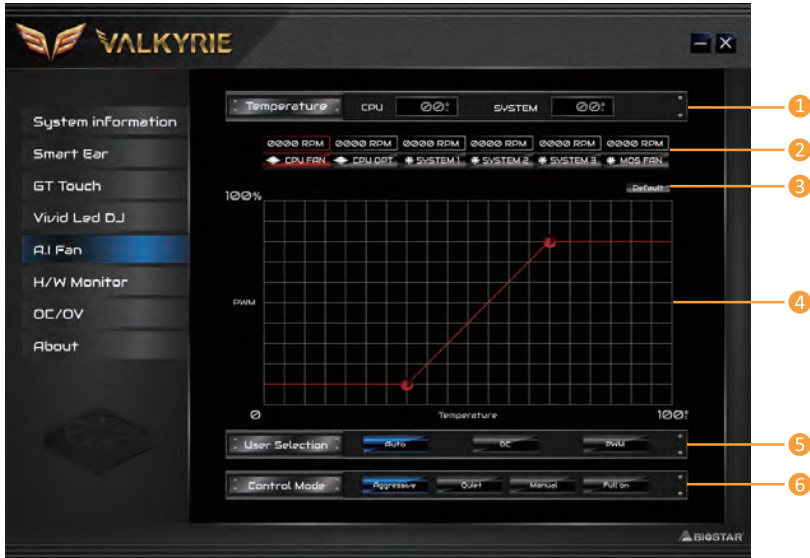 VALKYRIE
System information
Smart Ear
GT Touch
Vivid Led DJ
A.I Fan
H/W Monitor
OC/OV
About
Temperature CPU 00° SYSTEM 00° 1
0000 RPM 0000 RPM 0000 RPM 0000 RPM 0000 RPM 0000 RPM 2
CPU FAN CPU OPT SYSTEM 1 SYSTEM 2 SYSTEM 3 MOS FAN
Default 3
100%
PWM 4
0 Temperature 100°
User Selection Auto DC PWM 5
Control Mode Aggressive Quiet Manual Full on 6
BIOSTAR